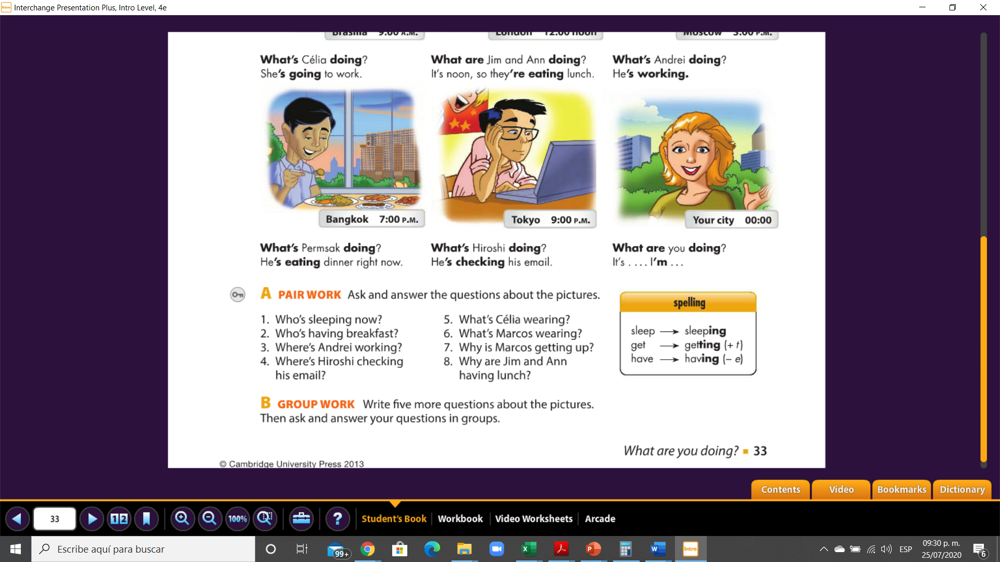 Interchange Presentation Plus, Intro Level, 4e
Brasília 9:00 A.M.
London 12:00 noon
Moscow 3:00 P.M.
What's Célia doing?
She's going to work.
What are Jim and Ann doing?
It's noon, so they're eating lunch.
What's Andrei doing?
He's working.
Bangkok 7:00 P.M.
Tokyo 9:00 P.M.
Your city 00:00
What's Permsak doing?
He's eating dinner right now.
What's Hiroshi doing?
He's checking his email.
What are you doing?
It's . . . . I'm . . .
A PAIR WORK Ask and answer the questions about the pictures.
1. Who's sleeping now?
2. Who's having breakfast?
3. Where's Andrei working?
4. Where's Hiroshi checking
his email?
5. What's Célia wearing?
6. What's Marcos wearing?
7. Why is Marcos getting up?
8. Why are Jim and Ann
having lunch?
spelling
sleep → sleeping
get → getting (+ t)
have → having (– e)
B GROUP WORK Write five more questions about the pictures.
Then ask and answer your questions in groups.
What are you doing? ■ 33
© Cambridge University Press 2013
Contents
Video
Bookmarks
Dictionary
33
12
100%
?
Student's Book
Workbook
Video Worksheets
Arcade
Escribe aquí para buscar
99+
Intro
ESP
09:30 p. m.
25/07/2020
6